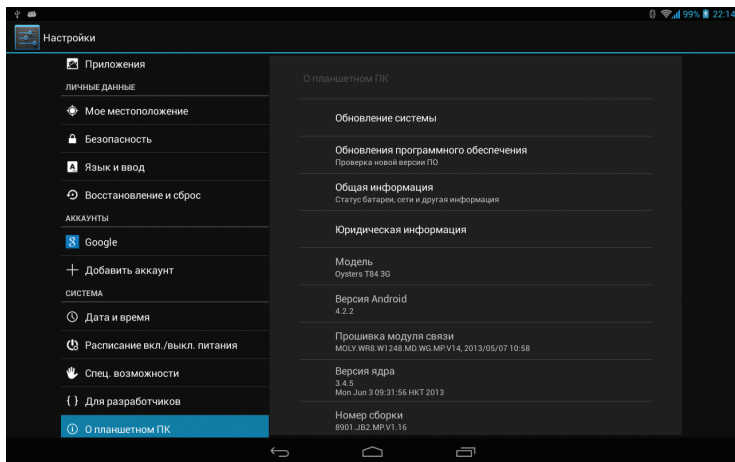 99% 22:14
Настройки
Приложения
ЛИЧНЫЕ ДАННЫЕ
Мое местоположение
Безопасность
A Язык и ввод
Восстановление и сброс
АККАУНТЫ
8 Google
Добавить аккаунт
СИСТЕМА
Дата и время
Расписание вкл./выкл. питания
Спец. возможности
{ } Для разработчиков
О планшетном ПК
О планшетном ПК
Обновление системы
Обновления программного обеспечения
Проверка новой версии ПО
Общая информация
Статус батареи, сети и другая информация
Юридическая информация
Модель
Oysters T84 3G
Версия Android
4.2.2
Прошивка модуля связи
MOLY.WR8.W1248.MD.WG.MP.V14, 2013/05/07 10:58
Версия ядра
3.4.5
Mon Jun 3 09:31:56 HKT 2013
Номер сборки
8901.JB2.MP.V1.16